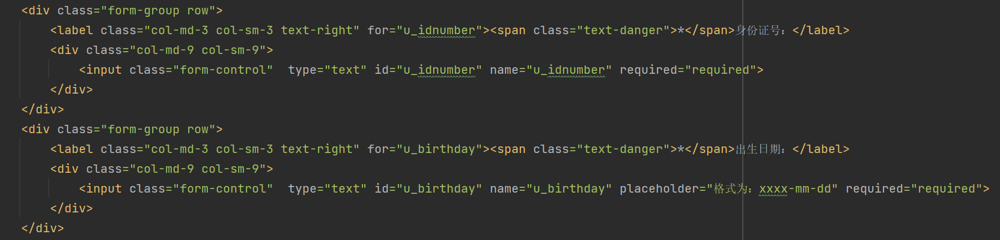 <div class="form-group row">
<label class="col-md-3 col-sm-3 text-right" for="u_idnumber"><span class="text-danger">*</span>身份证号：</label>
<div class="col-md-9 col-sm-9">
<input class="form-control"  type="text" id="u_idnumber" name="u_idnumber" required="required">
</div>
</div>
<div class="form-group row">
<label class="col-md-3 col-sm-3 text-right" for="u_birthday"><span class="text-danger">*</span>出生日期：</label>
<div class="col-md-9 col-sm-9">
<input class="form-control"  type="text" id="u_birthday" name="u_birthday" placeholder="格式为：xxxx-mm-dd" required="required">
</div>
</div>